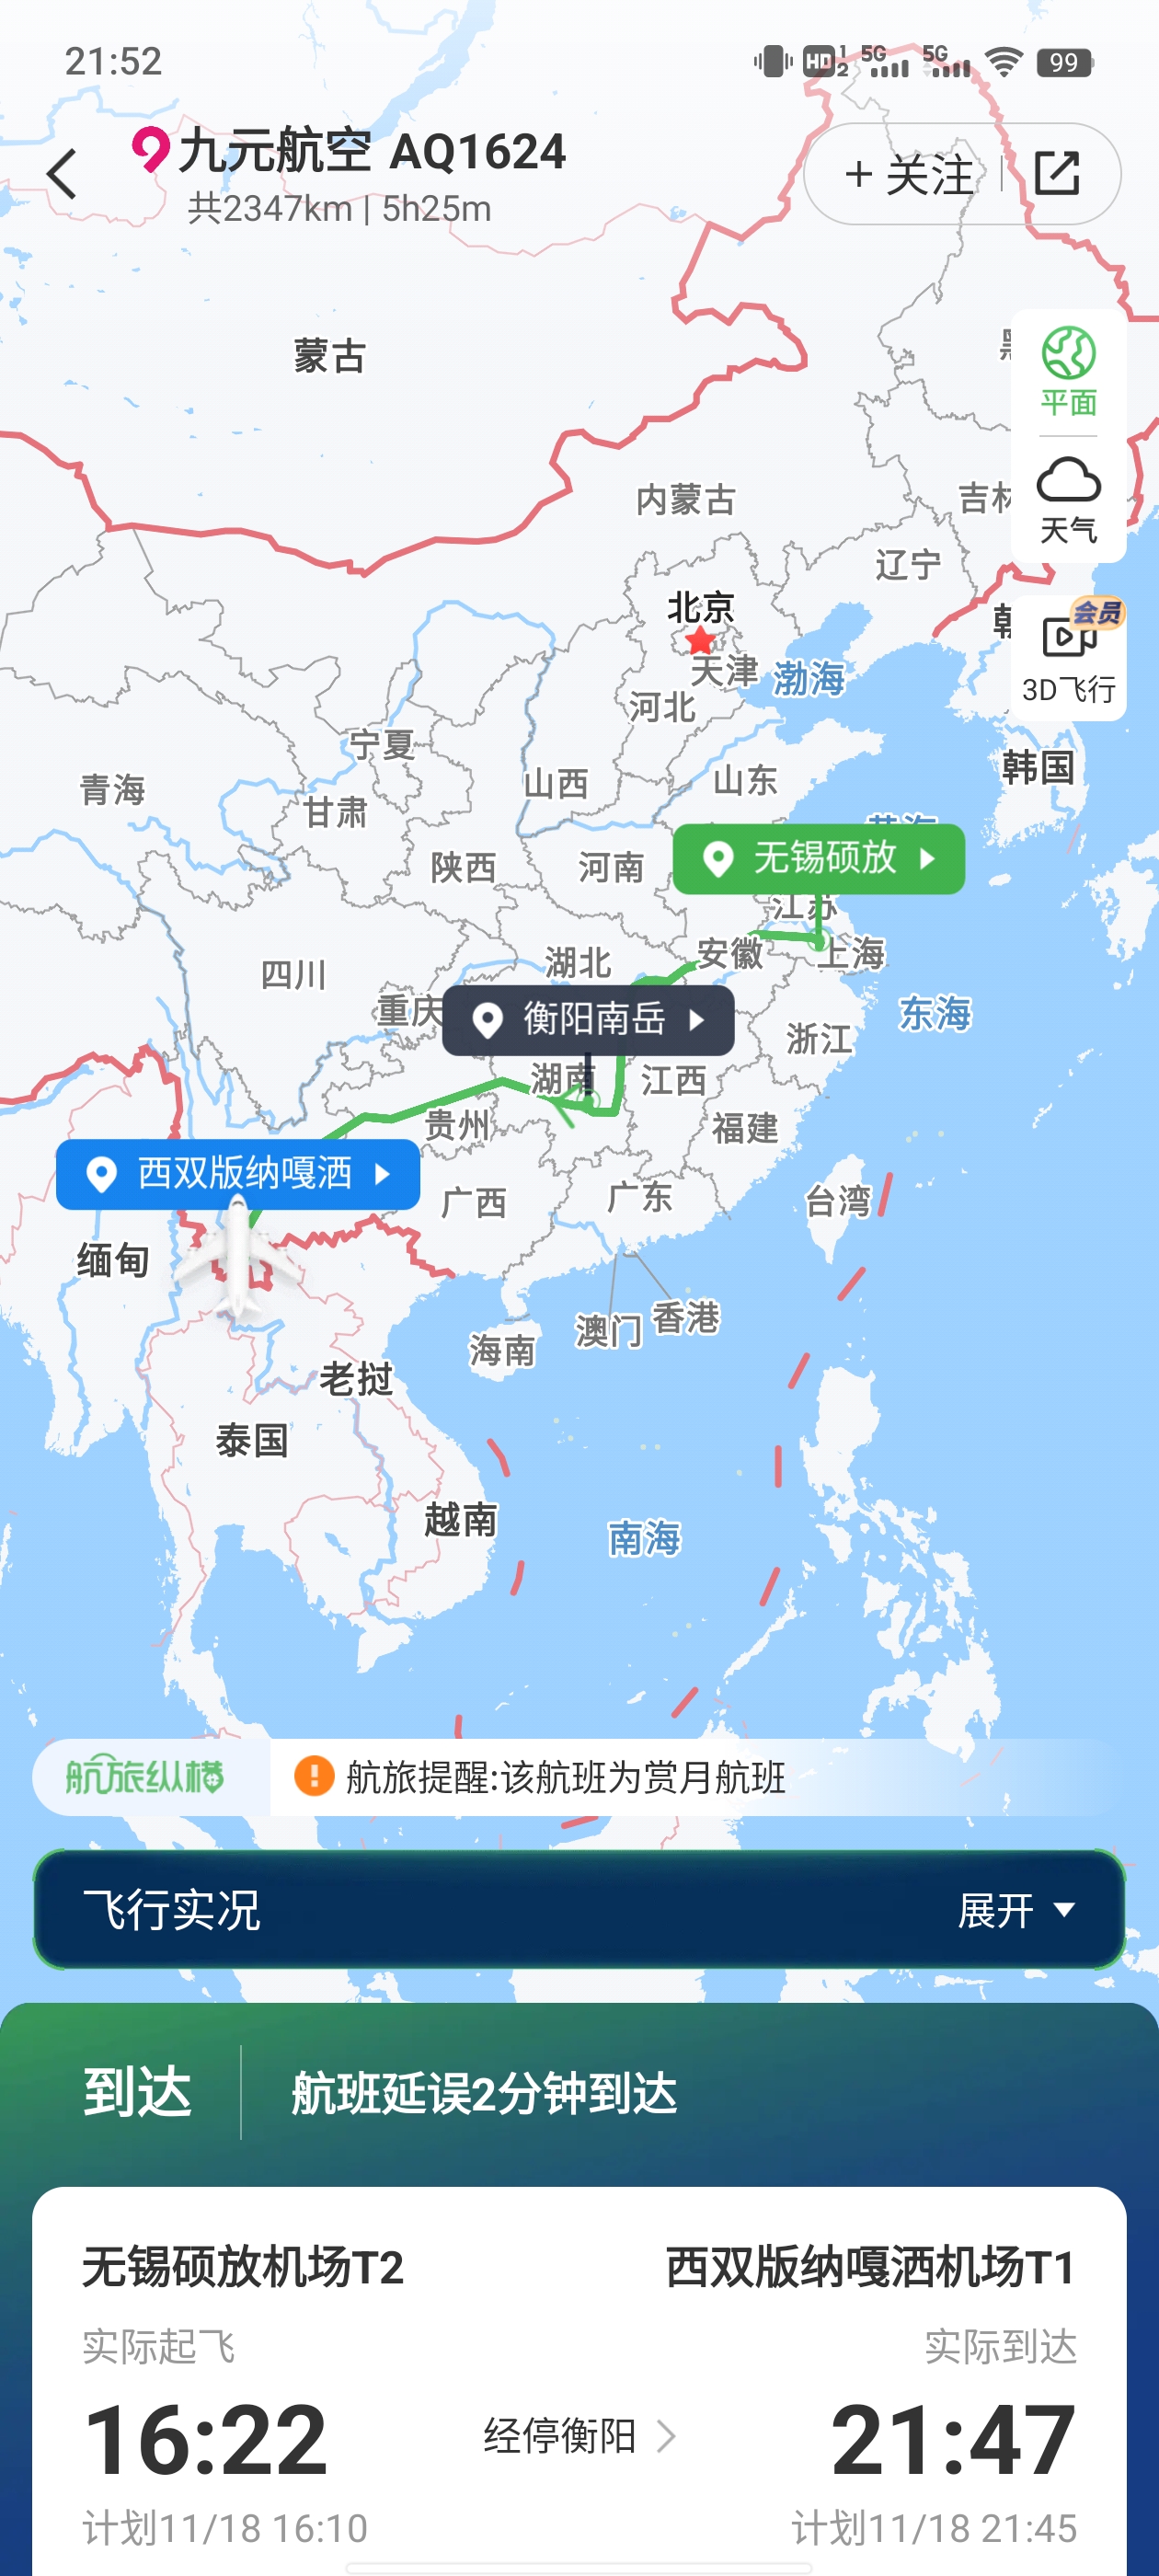 21:52
HD 1 2 5G 5G 99
九元航空 AQ1624
共2347km | 5h25m
+ 关注
蒙古
平面
内蒙古
吉林
天气
辽宁
北京
会员
天津
渤海
3D飞行
河北
宁夏
韩国
青海
山西
山东
甘肃
陕西
河南
无锡硕放
江苏
安徽
上海
四川
湖北
重庆
衡阳南岳
东海
浙江
湖南
江西
贵州
福建
西双版纳嘎洒
广西
广东
台湾
缅甸
澳门
香港
海南
老挝
泰国
越南
南海
航旅纵横
航旅提醒:该航班为赏月航班
飞行实况
展开
到达
航班延误2分钟到达
无锡硕放机场T2
西双版纳嘎洒机场T1
实际起飞
实际到达
16:22
经停衡阳
21:47
计划11/18 16:10
计划11/18 21:45